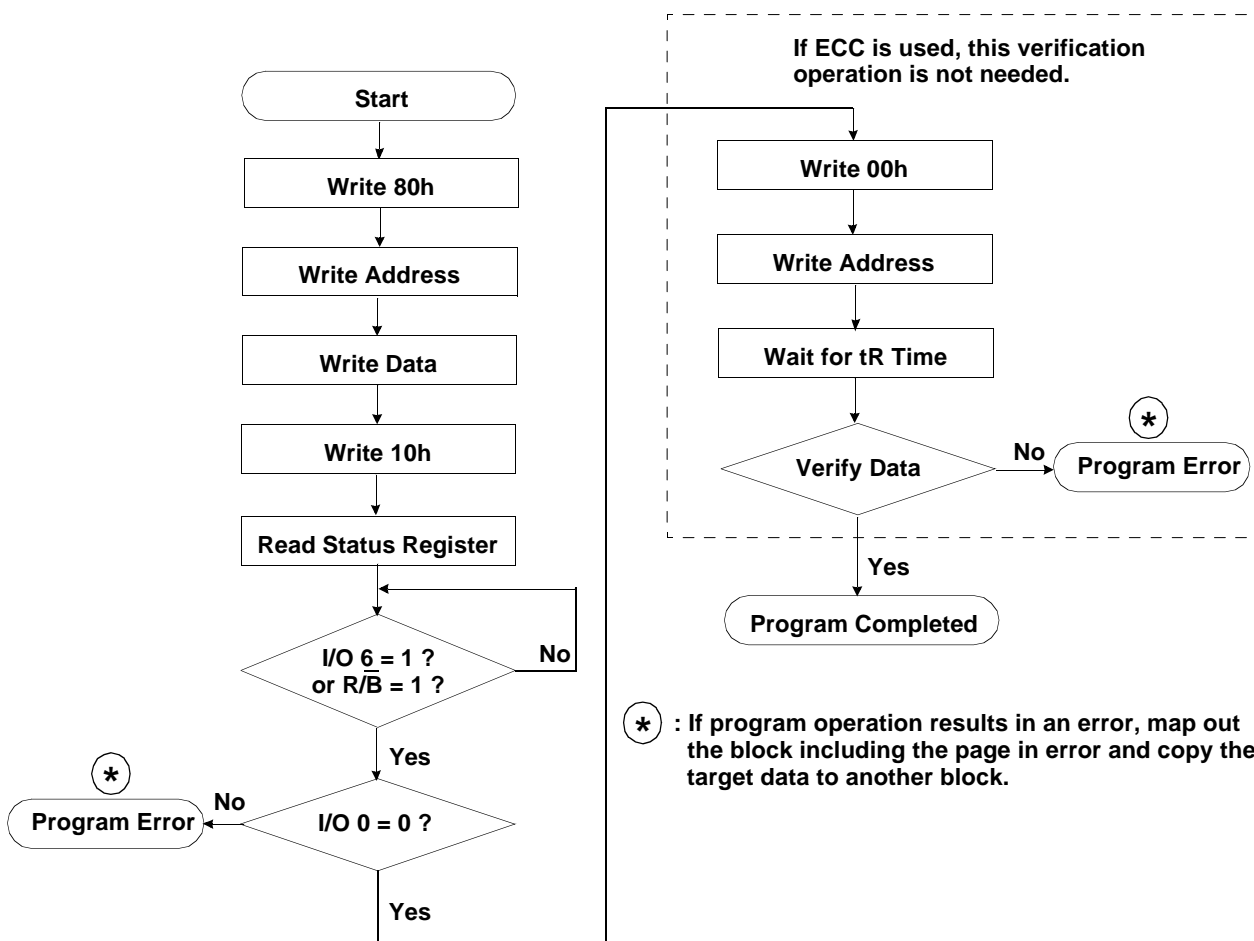 Start
Write 80h
Write Address
Write Data
Write 10h
Read Status Register
I/O 6 = 1 ?
or R/B̅ = 1 ?
No
Yes
*
No
Program Error
I/O 0 = 0 ?
Yes
If ECC is used, this verification
operation is not needed.
Write 00h
Write Address
Wait for tR Time
*
Verify Data
No
Program Error
Yes
Program Completed
* : If program operation results in an error, map out
the block including the page in error and copy the
target data to another block.